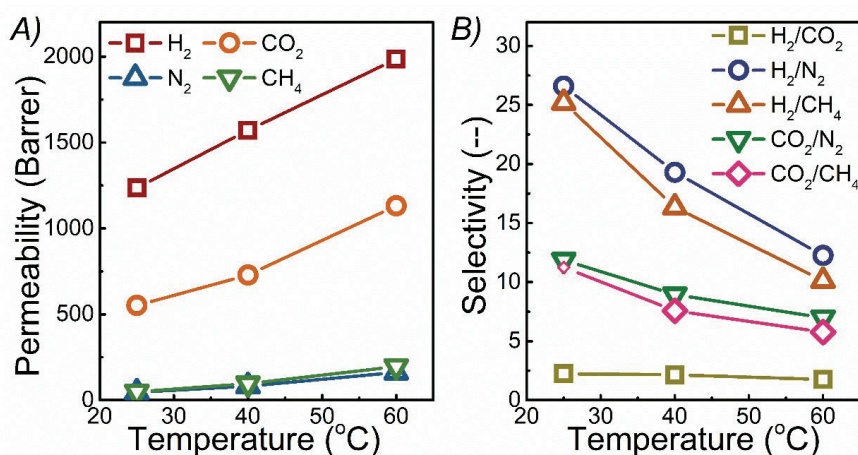 A)
H₂ CO₂
N₂ CH₄
2000
1500
1000
500
0
20 30 40 50 60
Temperature (°C)
Permeability (Barrer)
B)
H₂/CO₂
H₂/N₂
H₂/CH₄
CO₂/N₂
CO₂/CH₄
30
25
20
15
10
5
0
20 30 40 50 60
Temperature (°C)
Selectivity (--)